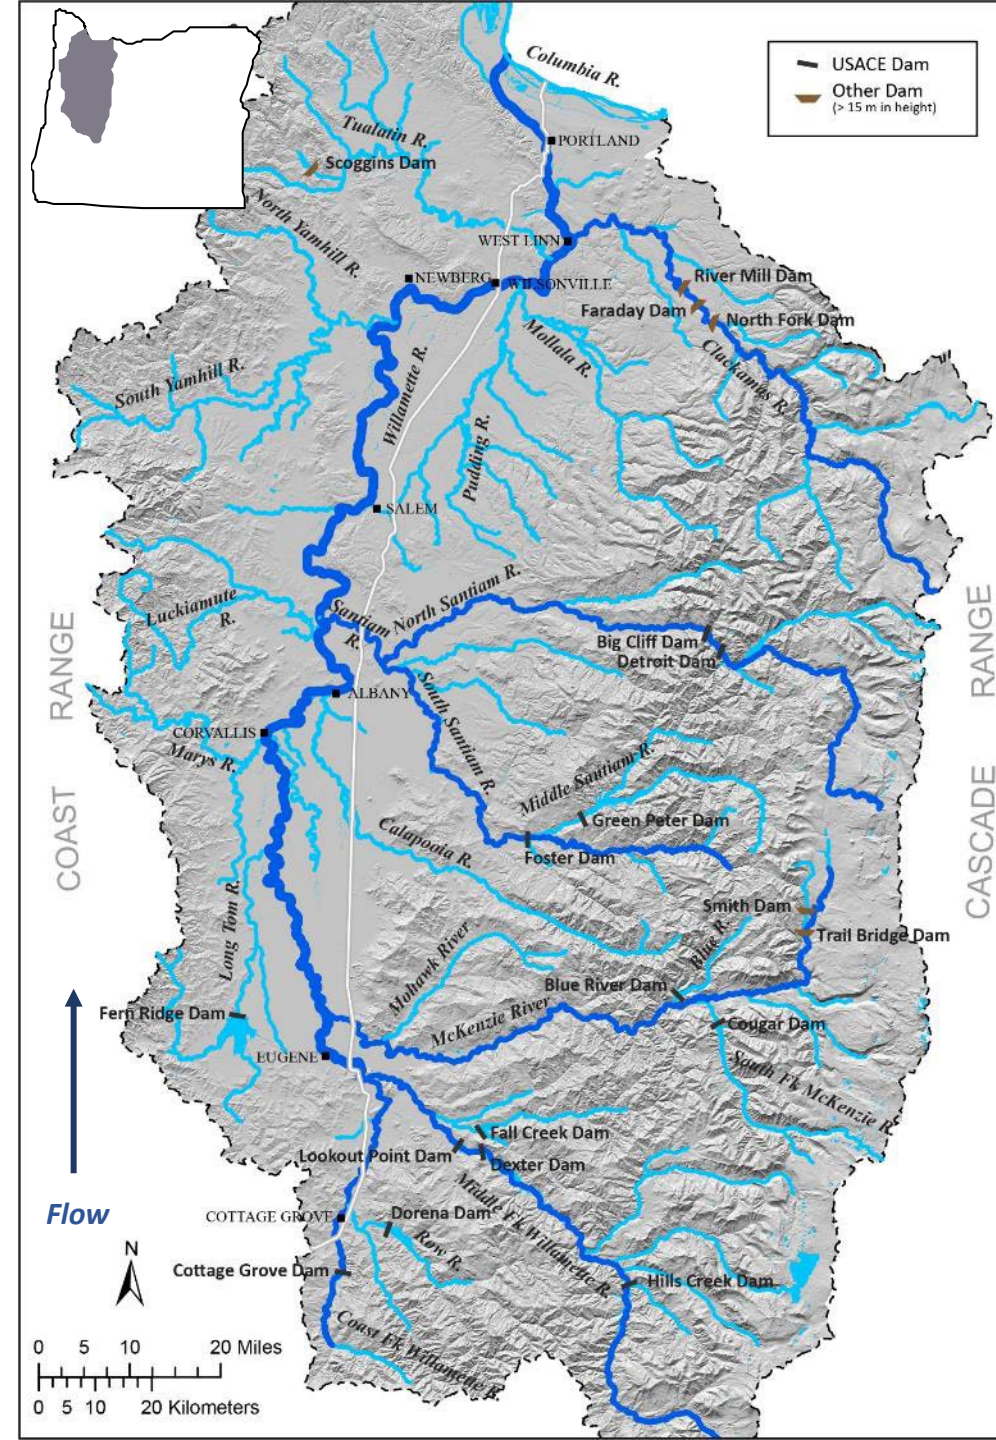 Columbia R.
USACE Dam
Other Dam
(> 15 m in height)
Tualatin R.
PORTLAND
Scoggins Dam
North Yamhill R.
WEST LINN
NEWBERG
WILSONVILLE
River Mill Dam
Faraday Dam
North Fork Dam
Mollala R.
Clackamas R.
South Yamhill R.
Willamette R.
Pudding R.
SALEM
Luckiamute
R.
Santiam
R.
North Santiam R.
Big Cliff Dam
Detroit Dam
COAST RANGE
CASCADE RANGE
ALBANY
South Santiam R.
CORVALLIS
Marys R.
Middle Santiam R.
Green Peter Dam
Foster Dam
Calapooia R.
Long Tom R.
Smith Dam
Trail Bridge Dam
Blue R.
Mohawk River
Blue River Dam
McKenzie River
Fern Ridge Dam
Cougar Dam
EUGENE
South Fk McKenzie R.
Fall Creek Dam
Lookout Point Dam
Dexter Dam
Flow
Middle Fk Willamette R.
COTTAGE GROVE
Dorena Dam
Row R.
N
Cottage Grove Dam
Hills Creek Dam
Coast Fk Willamette R.
0 5 10 20 Miles
0 5 10 20 Kilometers